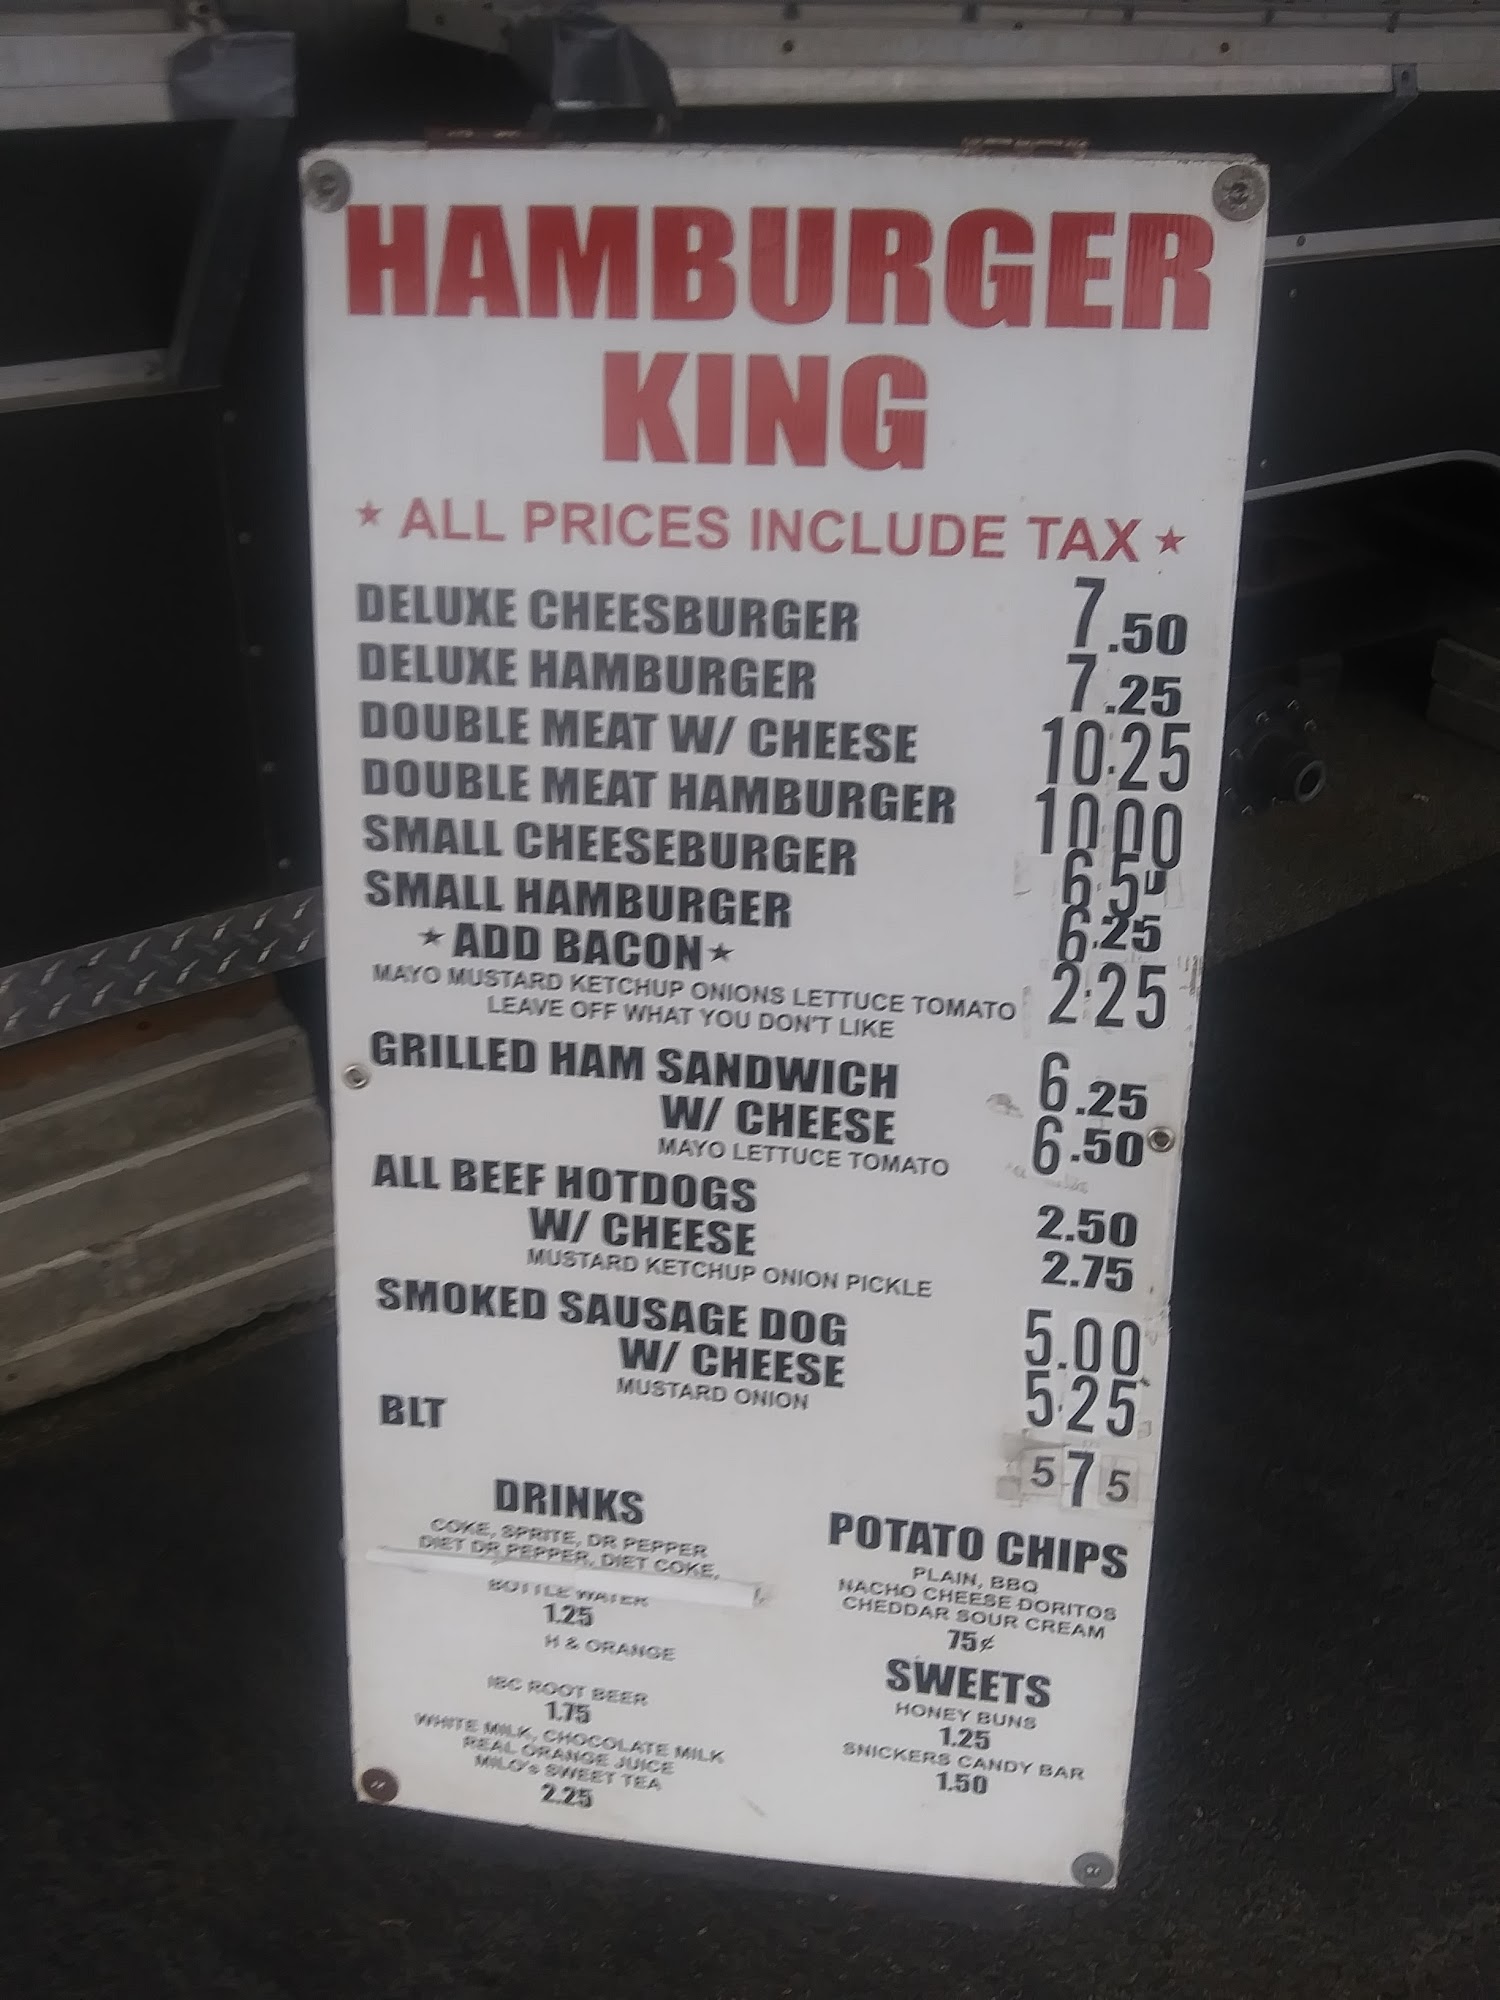 HAMBURGER
KING
★ ALL PRICES INCLUDE TAX ★
DELUXE CHEESBURGER 7.50
DELUXE HAMBURGER 7.25
DOUBLE MEAT W/ CHEESE 10.25
DOUBLE MEAT HAMBURGER 10.00
SMALL CHEESEBURGER 6.50
SMALL HAMBURGER 6.25
★ ADD BACON ★ 2.25
MAYO MUSTARD KETCHUP ONIONS LETTUCE TOMATO
LEAVE OFF WHAT YOU DON'T LIKE
GRILLED HAM SANDWICH 6.25
W/ CHEESE 6.50
MAYO LETTUCE TOMATO
ALL BEEF HOTDOGS 2.50
W/ CHEESE 2.75
MUSTARD KETCHUP ONION PICKLE
SMOKED SAUSAGE DOG 5.00
W/ CHEESE 5.25
MUSTARD ONION
BLT 575
DRINKS
COKE, SPRITE, DR PEPPER
DIET DR PEPPER, DIET COKE,
BOTTLE WATER
1.25
H & ORANGE
IBC ROOT BEER
1.75
WHITE MILK, CHOCOLATE MILK
REAL ORANGE JUICE
MILO's SWEET TEA
2.25
POTATO CHIPS
PLAIN, BBQ
NACHO CHEESE DORITOS
CHEDDAR SOUR CREAM
75¢
SWEETS
HONEY BUNS
1.25
SNICKERS CANDY BAR
1.50